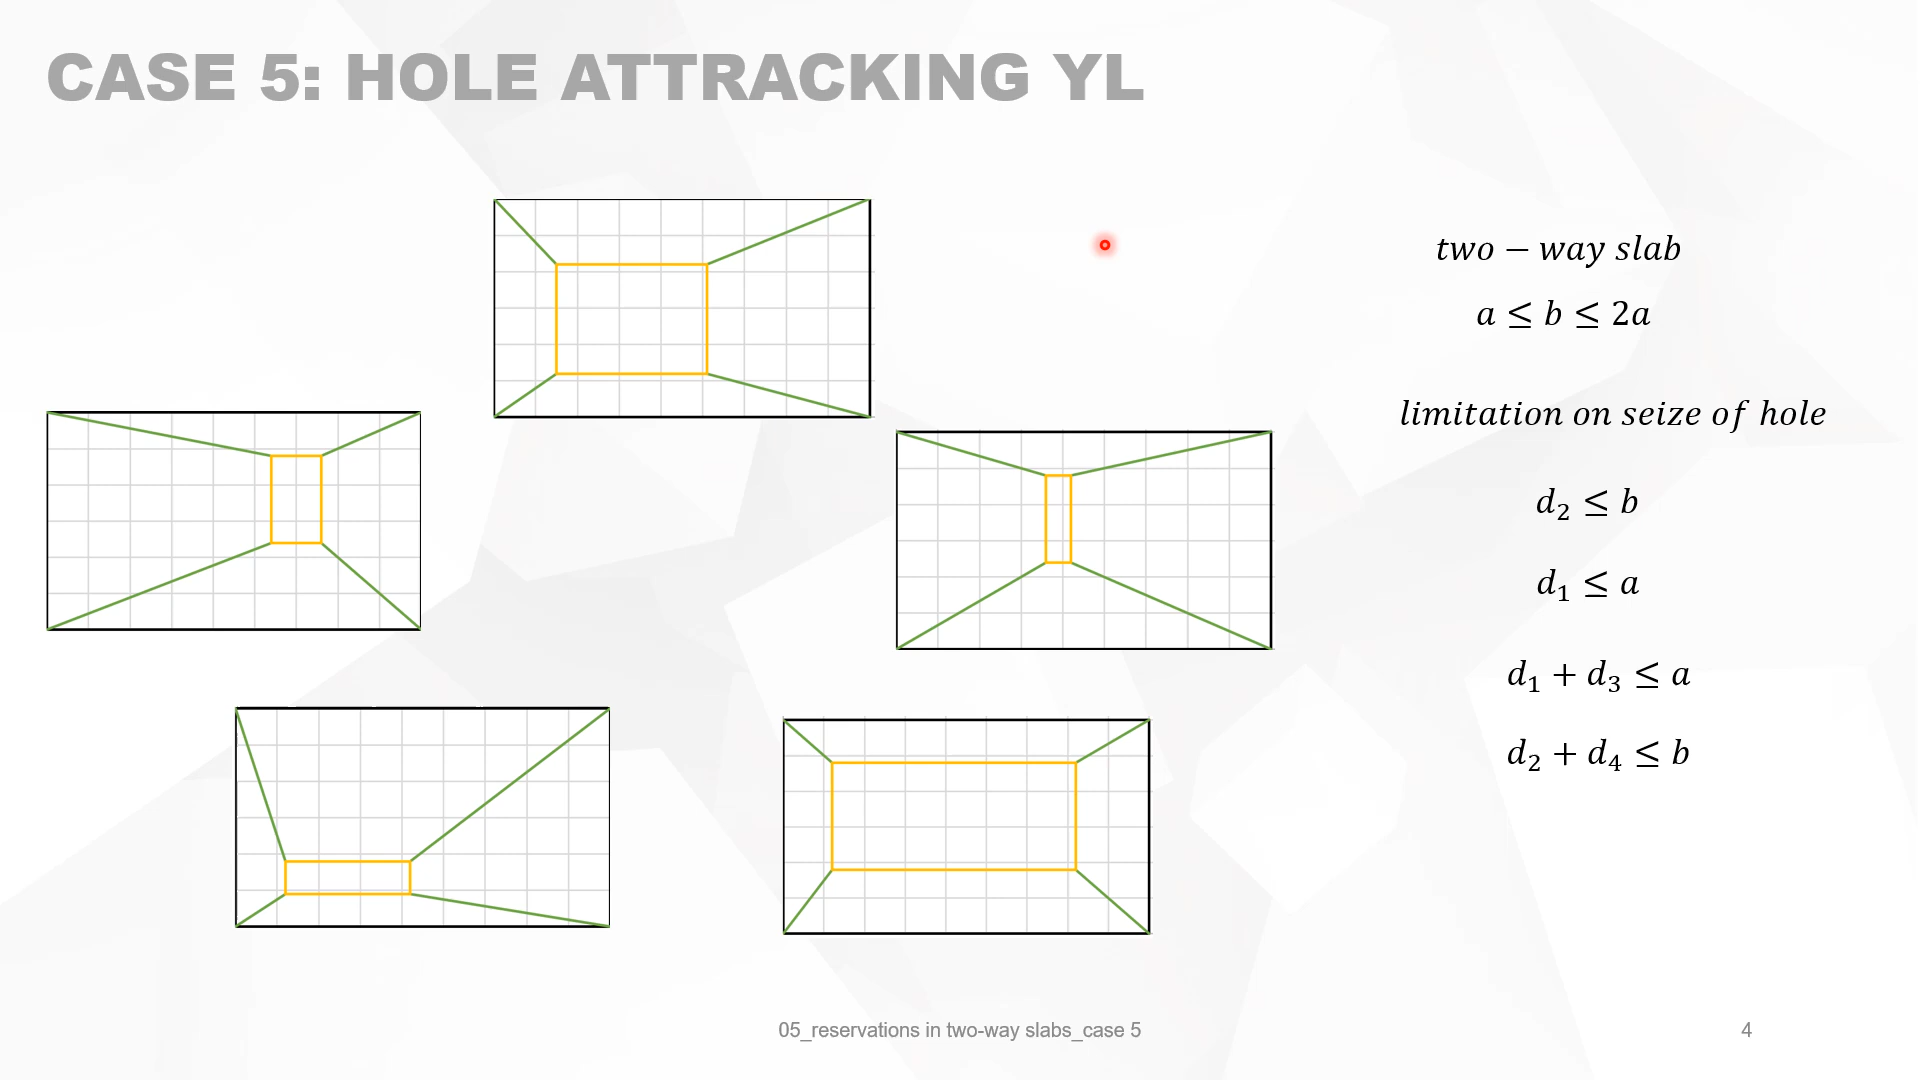 CASE 5: HOLE ATTRACKING YL
two − way slab
a ≤ b ≤ 2a
limitation on seize of hole
d₂ ≤ b
d₁ ≤ a
d₁ + d₃ ≤ a
d₂ + d₄ ≤ b
05_reservations in two-way slabs_case 5
4